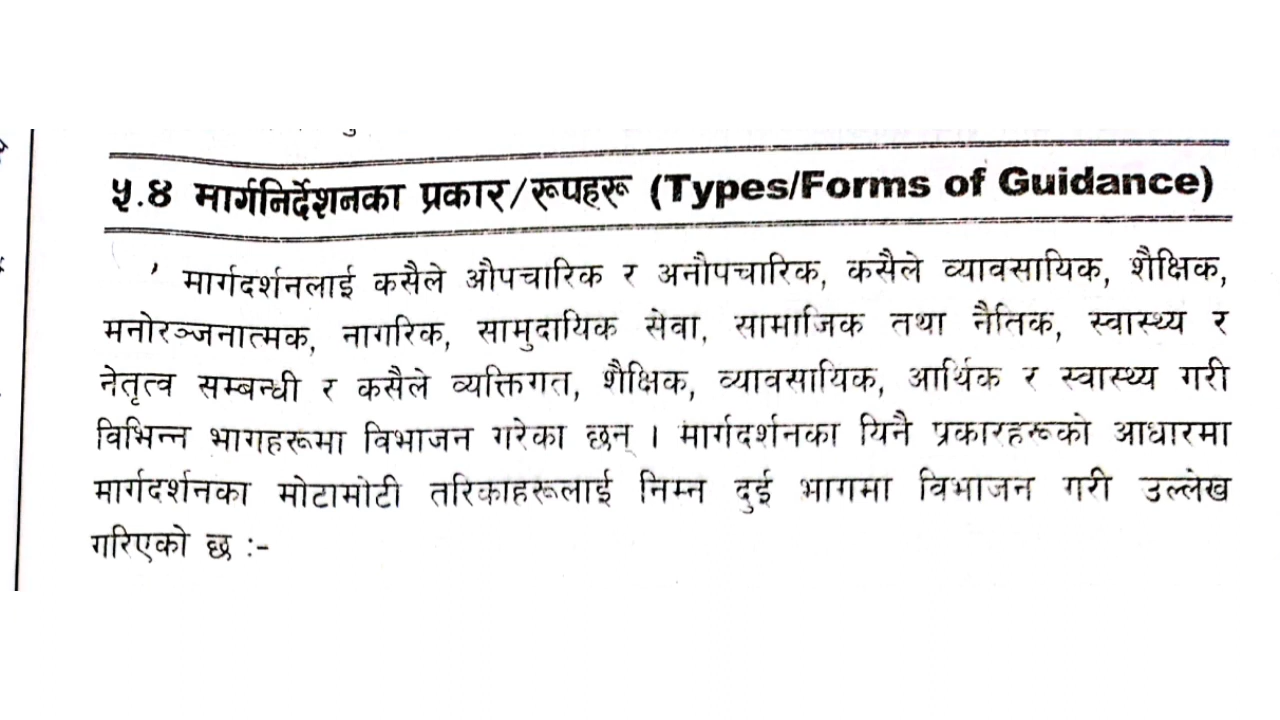 ५.४ मार्गनिर्देशनका प्रकार/रूपहरू (Types/Forms of Guidance)
मार्गदर्शनलाई कसैले औपचारिक र अनौपचारिक, कसैले व्यावसायिक, शैक्षिक,
मनोरञ्जनात्मक, नागरिक, सामुदायिक सेवा, सामाजिक तथा नैतिक, स्वास्थ्य र
नेतृत्व सम्बन्धी र कसैले व्यक्तिगत, शैक्षिक, व्यावसायिक, आर्थिक र स्वास्थ्य गरी
विभिन्न भागहरूमा विभाजन गरेका छन् । मार्गदर्शनका यिनै प्रकारहरूको आधारमा
मार्गदर्शनका मोटामोटी तरिकाहरूलाई निम्न दुई भागमा विभाजन गरी उल्लेख
गरिएको छ :-